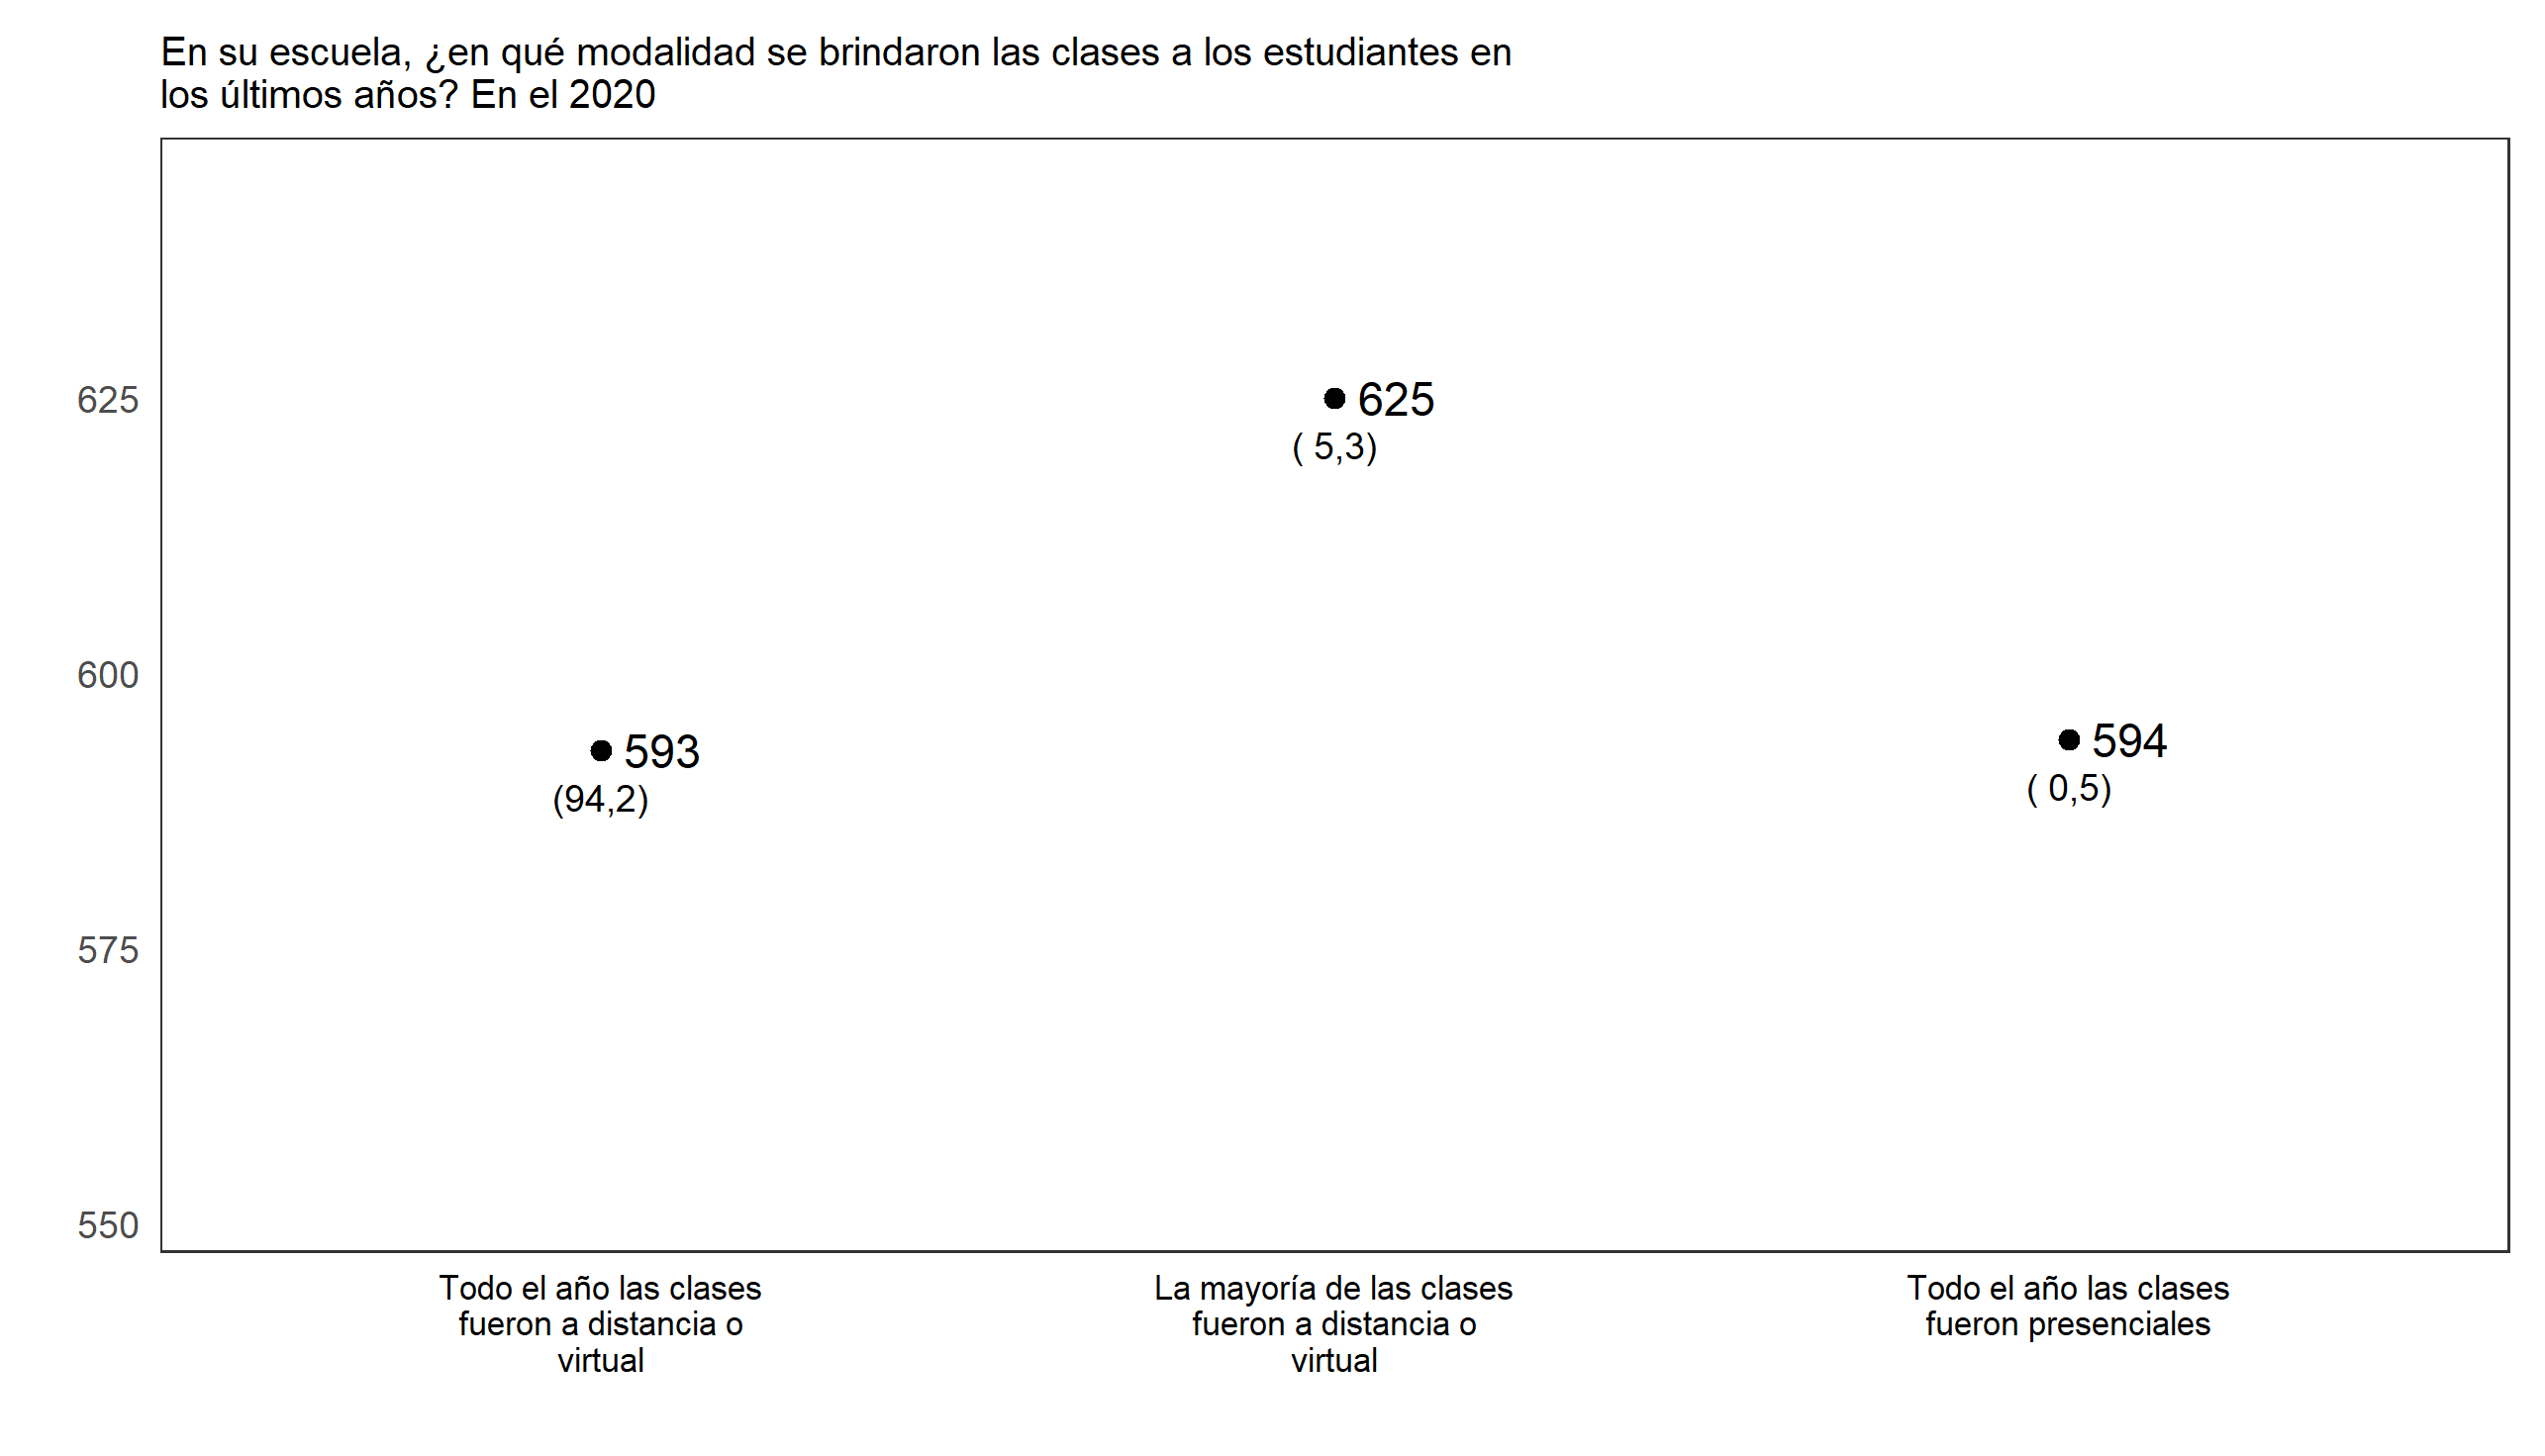 En su escuela, ¿en qué modalidad se brindaron las clases a los estudiantes en
los últimos años? En el 2020
625
600
575
550
593
(94,2)
625
( 5,3)
594
( 0,5)
Todo el año las clases
fueron a distancia o
virtual
La mayoría de las clases
fueron a distancia o
virtual
Todo el año las clases
fueron presenciales